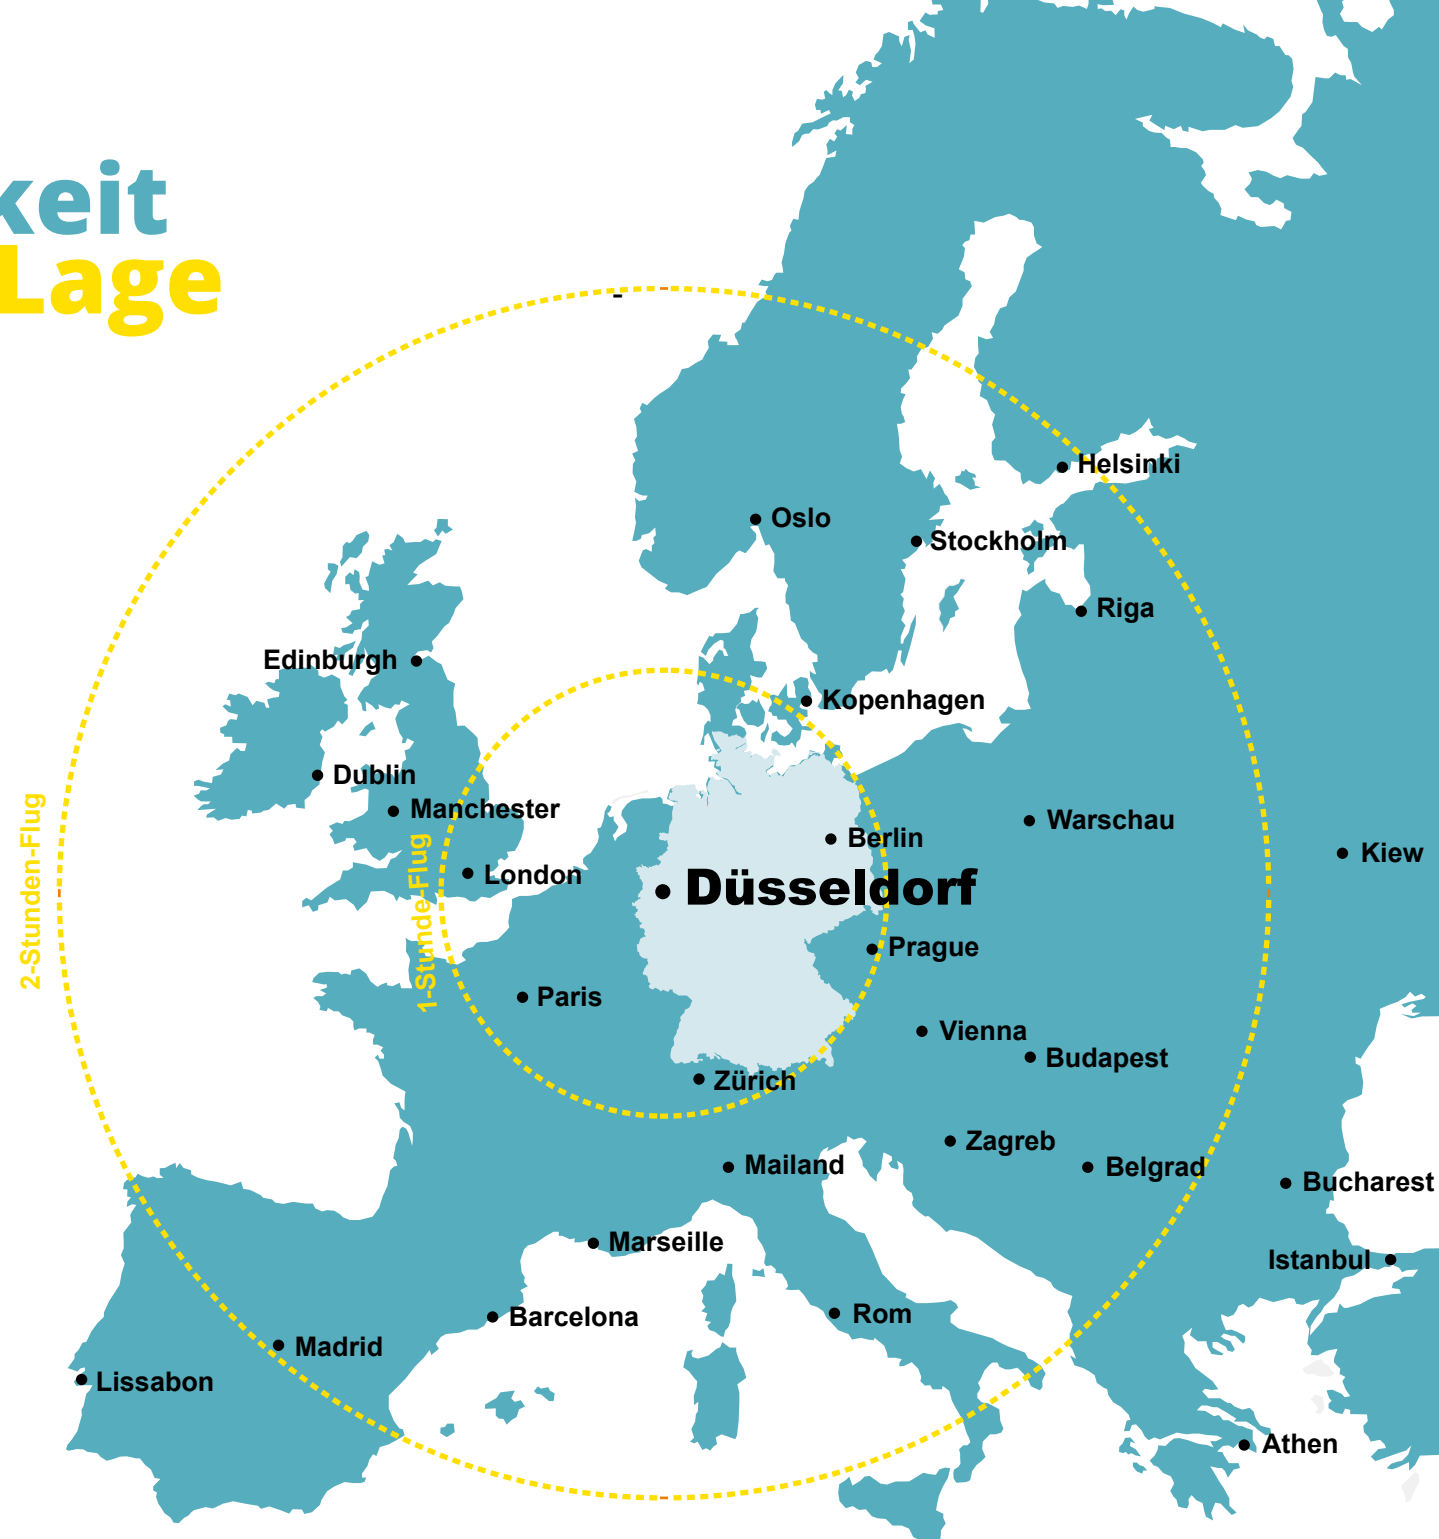 keit
Lage
Helsinki
Oslo
Stockholm
Riga
Edinburgh
Kopenhagen
Dublin
Manchester
Warschau
Berlin
Kiew
London
Düsseldorf
2-Stunden-Flug
1-Stunde-Flug
Prague
Paris
Vienna
Budapest
Zürich
Zagreb
Mailand
Belgrad
Bucharest
Marseille
Istanbul
Barcelona
Rom
Madrid
Lissabon
Athen